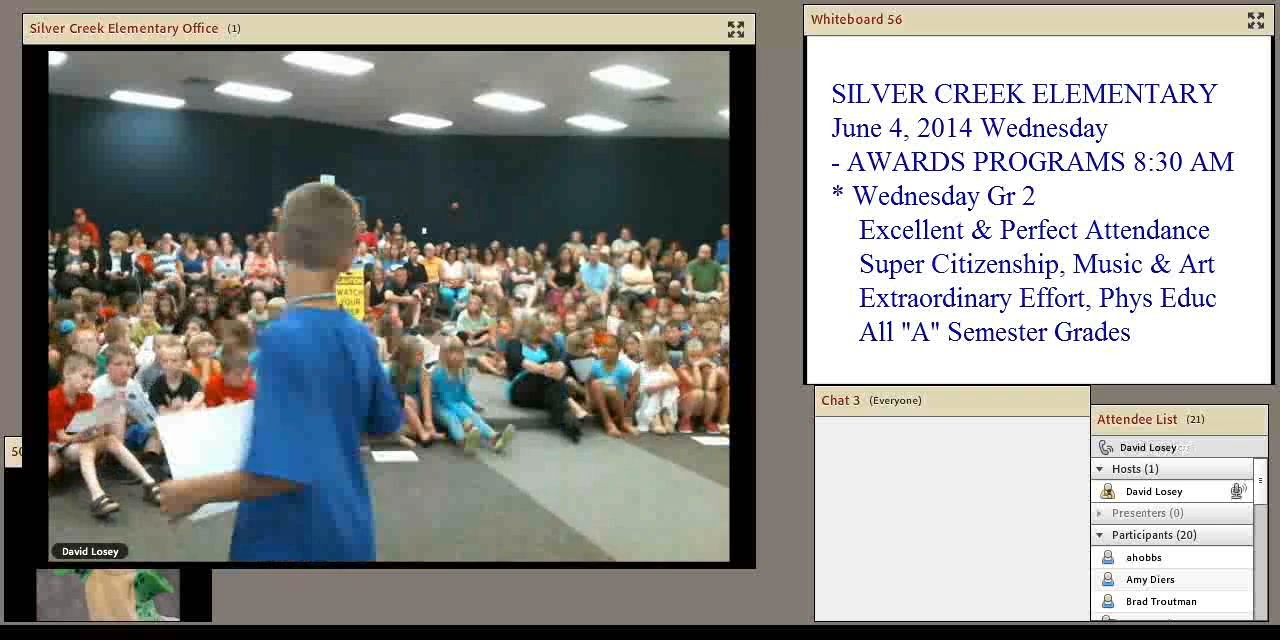 Silver Creek Elementary Office (1)
WATCH
YOUR
David Losey
50
Whiteboard 56
SILVER CREEK ELEMENTARY
June 4, 2014 Wednesday
- AWARDS PROGRAMS 8:30 AM
* Wednesday Gr 2
Excellent & Perfect Attendance
Super Citizenship, Music & Art
Extraordinary Effort, Phys Educ
All "A" Semester Grades
Chat 3 (Everyone)
Attendee List (21)
David Losey
Hosts (1)
David Losey
Presenters (0)
Participants (20)
ahobbs
Amy Diers
Brad Troutman